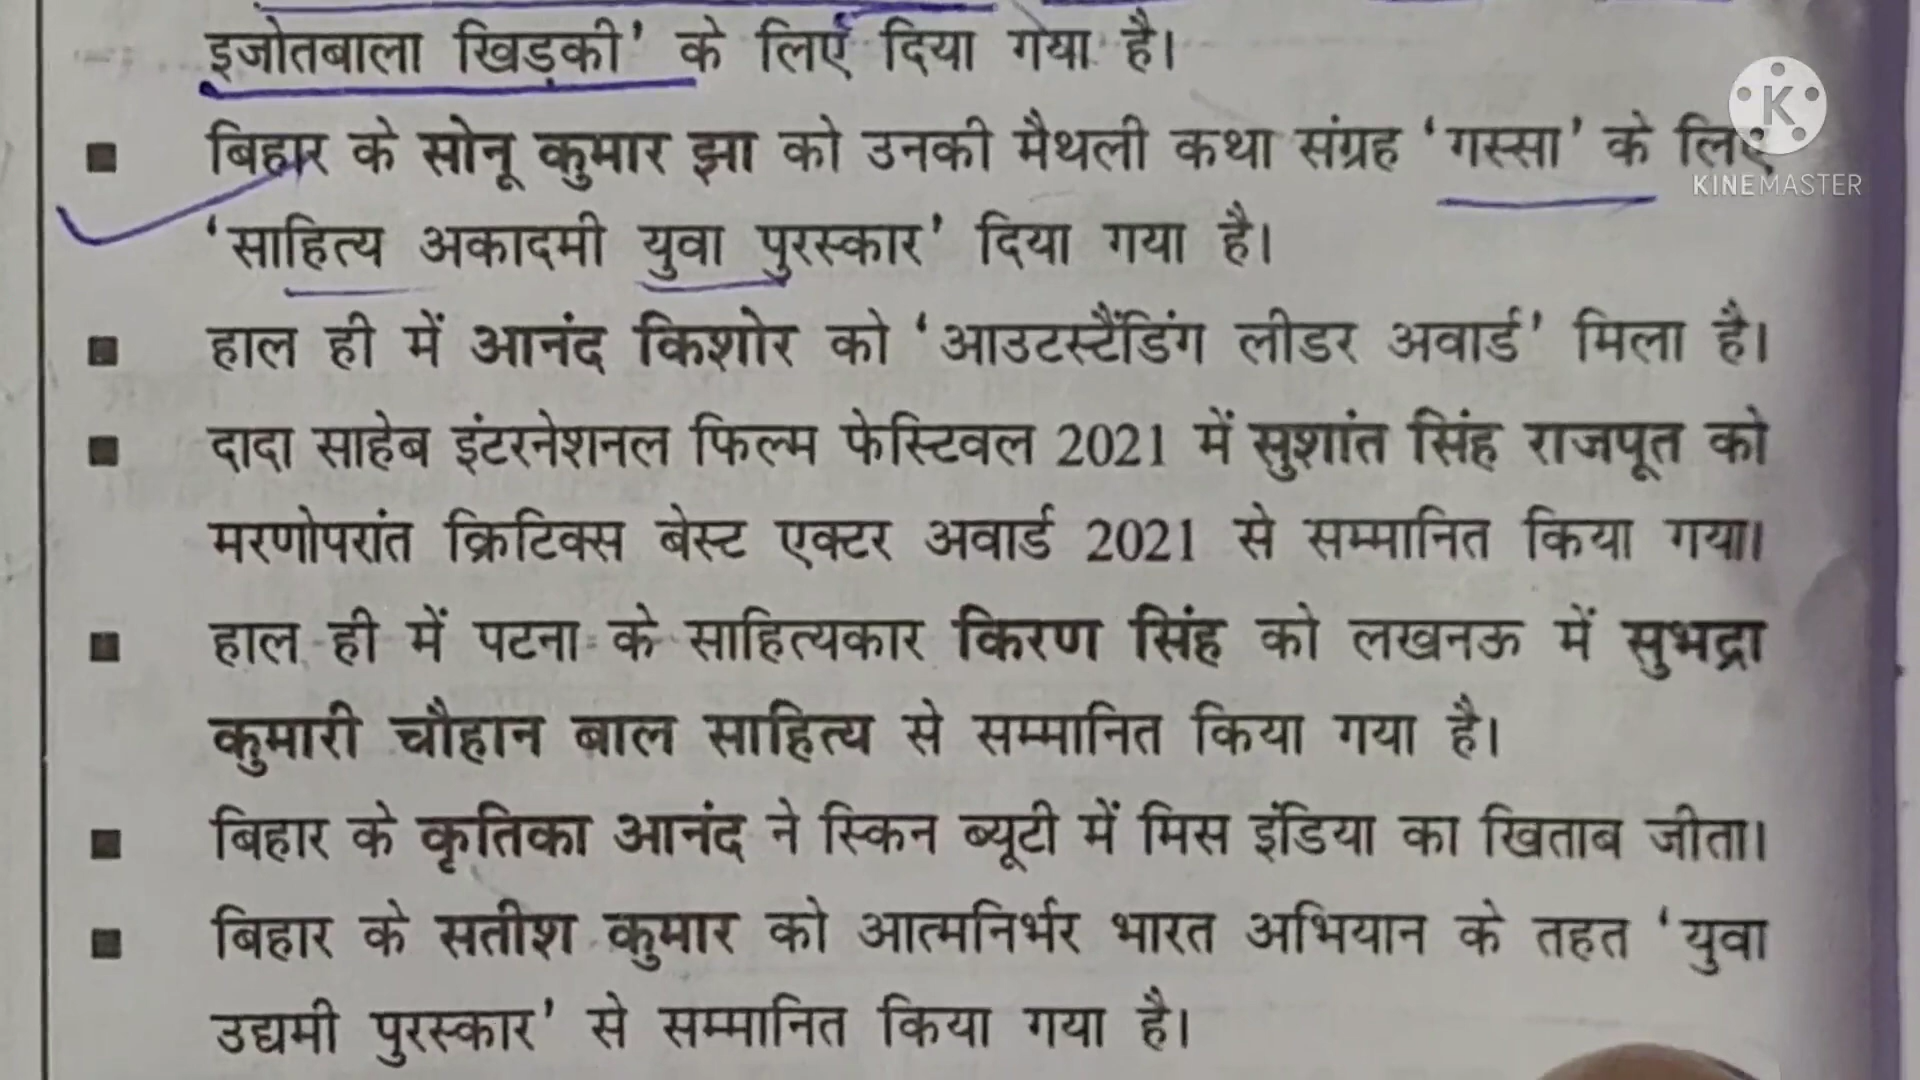 इजोतबाला खिड़की' के लिए दिया गया है।
■ बिहार के सोनू कुमार झा को उनकी मैथली कथा संग्रह 'गस्सा' के लिए
'साहित्य अकादमी युवा पुरस्कार' दिया गया है।
■ हाल ही में आनंद किशोर को 'आउटस्टैंडिंग लीडर अवार्ड' मिला है।
■ दादा साहेब इंटरनेशनल फिल्म फेस्टिवल 2021 में सुशांत सिंह राजपूत को
मरणोपरांत क्रिटिक्स बेस्ट एक्टर अवार्ड 2021 से सम्मानित किया गया।
■ हाल ही में पटना के साहित्यकार किरण सिंह को लखनऊ में सुभद्रा
कुमारी चौहान बाल साहित्य से सम्मानित किया गया है।
■ बिहार के कृतिका आनंद ने स्किन ब्यूटी में मिस इंडिया का खिताब जीता।
■ बिहार के सतीश कुमार को आत्मनिर्भर भारत अभियान के तहत 'युवा
उद्यमी पुरस्कार' से सम्मानित किया गया है।
K
KINEMASTER